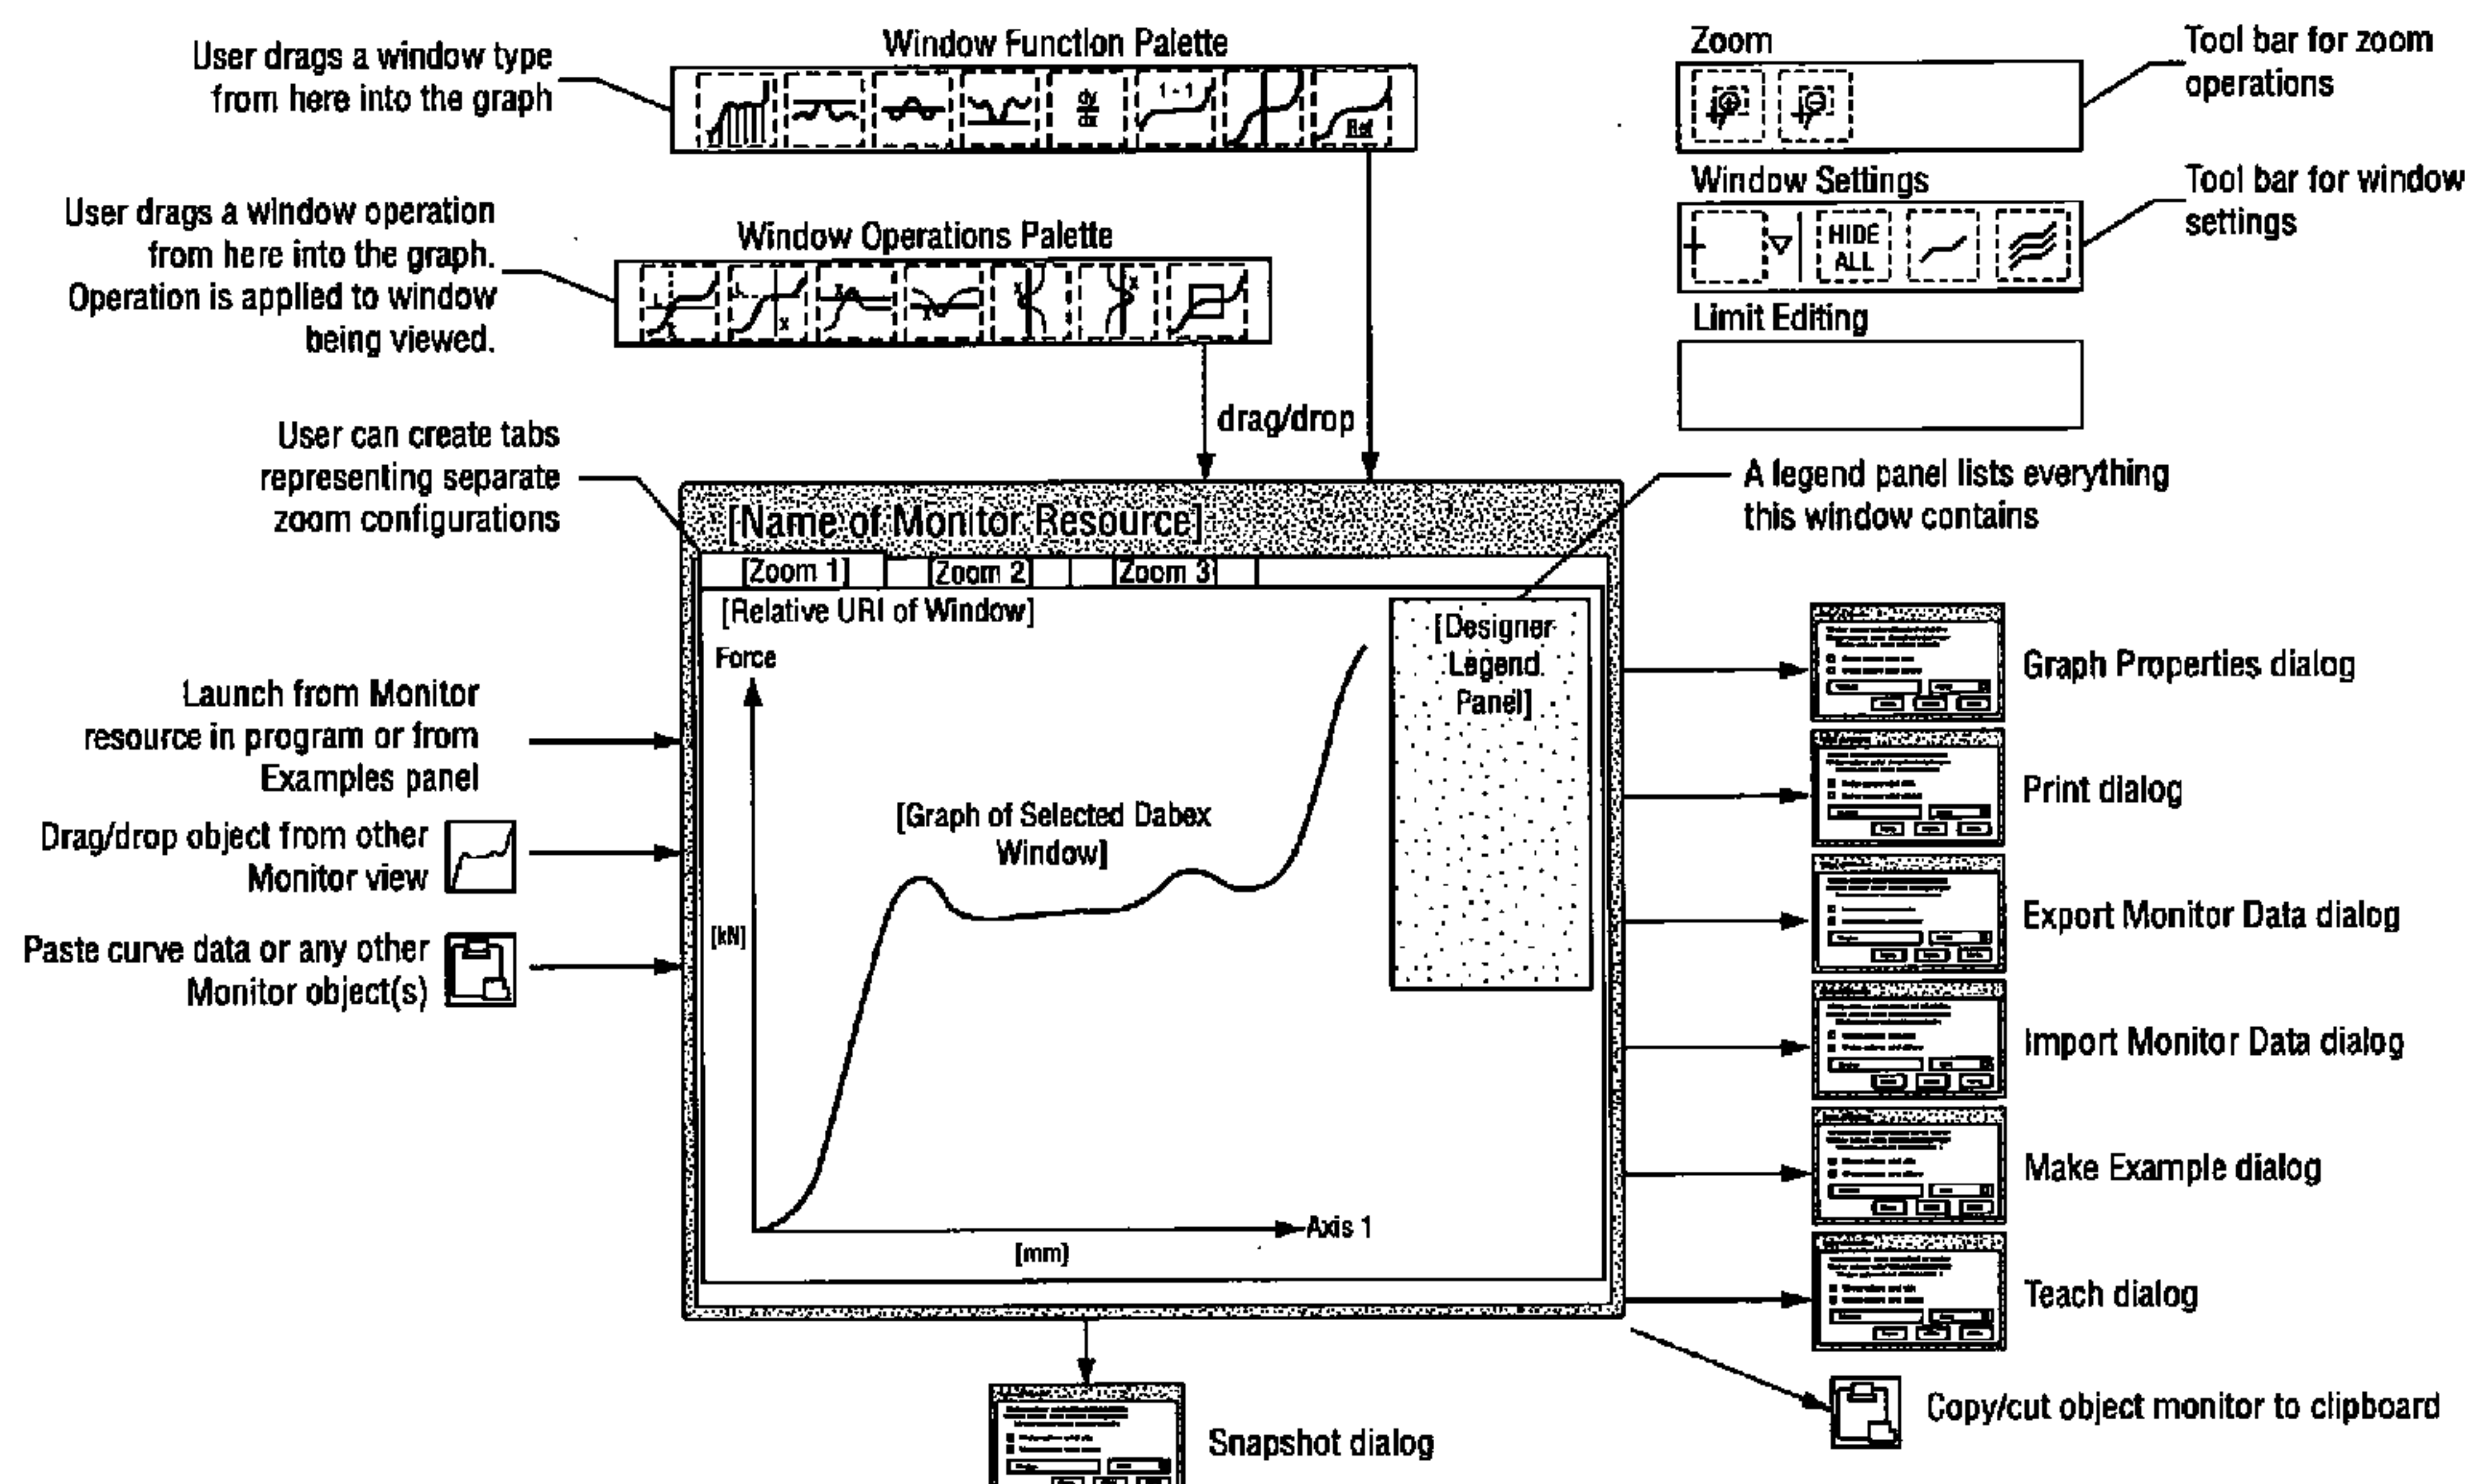 User drags a window type
from here into the graph
Window Function Palette
dy
dx
1 - 1
Ref
Zoom
Tool bar for zoom
operations
User drags a window operation
from here into the graph.
Operation is applied to window
being viewed.
Window Operations Palette
L
X
L
X
X
X
X
X
Window Settings
HIDE
ALL
Tool bar for window
settings
Limit Editing
drag/drop
User can create tabs
representing separate
zoom configurations
A legend panel lists everything
this window contains
[Name of Monitor Resource]
[Zoom 1]
[Zoom 2]
[Zoom 3]
[Relative URI of Window]
Force
[kN]
[Graph of Selected Dabex
Window]
[Designer
Legend
Panel]
Axis 1
[mm]
Launch from Monitor
resource in program or from
Examples panel
Drag/drop object from other
Monitor view
Paste curve data or any other
Monitor object(s)
Graph Properties dialog
Print dialog
Export Monitor Data dialog
Import Monitor Data dialog
Make Example dialog
Teach dialog
Copy/cut object monitor to clipboard
Snapshot dialog